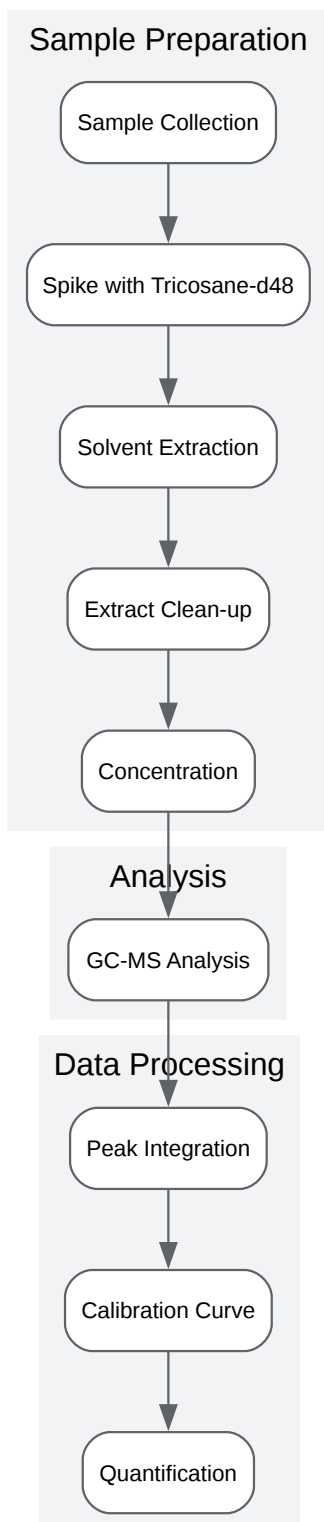 Sample Preparation
Sample Collection
Spike with Tricosane-d48
Solvent Extraction
Extract Clean-up
Concentration
Analysis
GC-MS Analysis
Data Processing
Peak Integration
Calibration Curve
Quantification